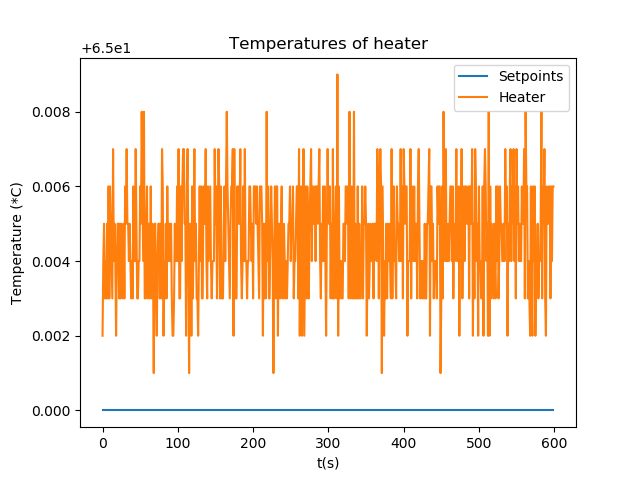 Temperatures of heater
+6.5e1
Setpoints
Heater
0.008
0.006
0.004
0.002
0.000
Temperature (*C)
0 100 200 300 400 500 600
t(s)